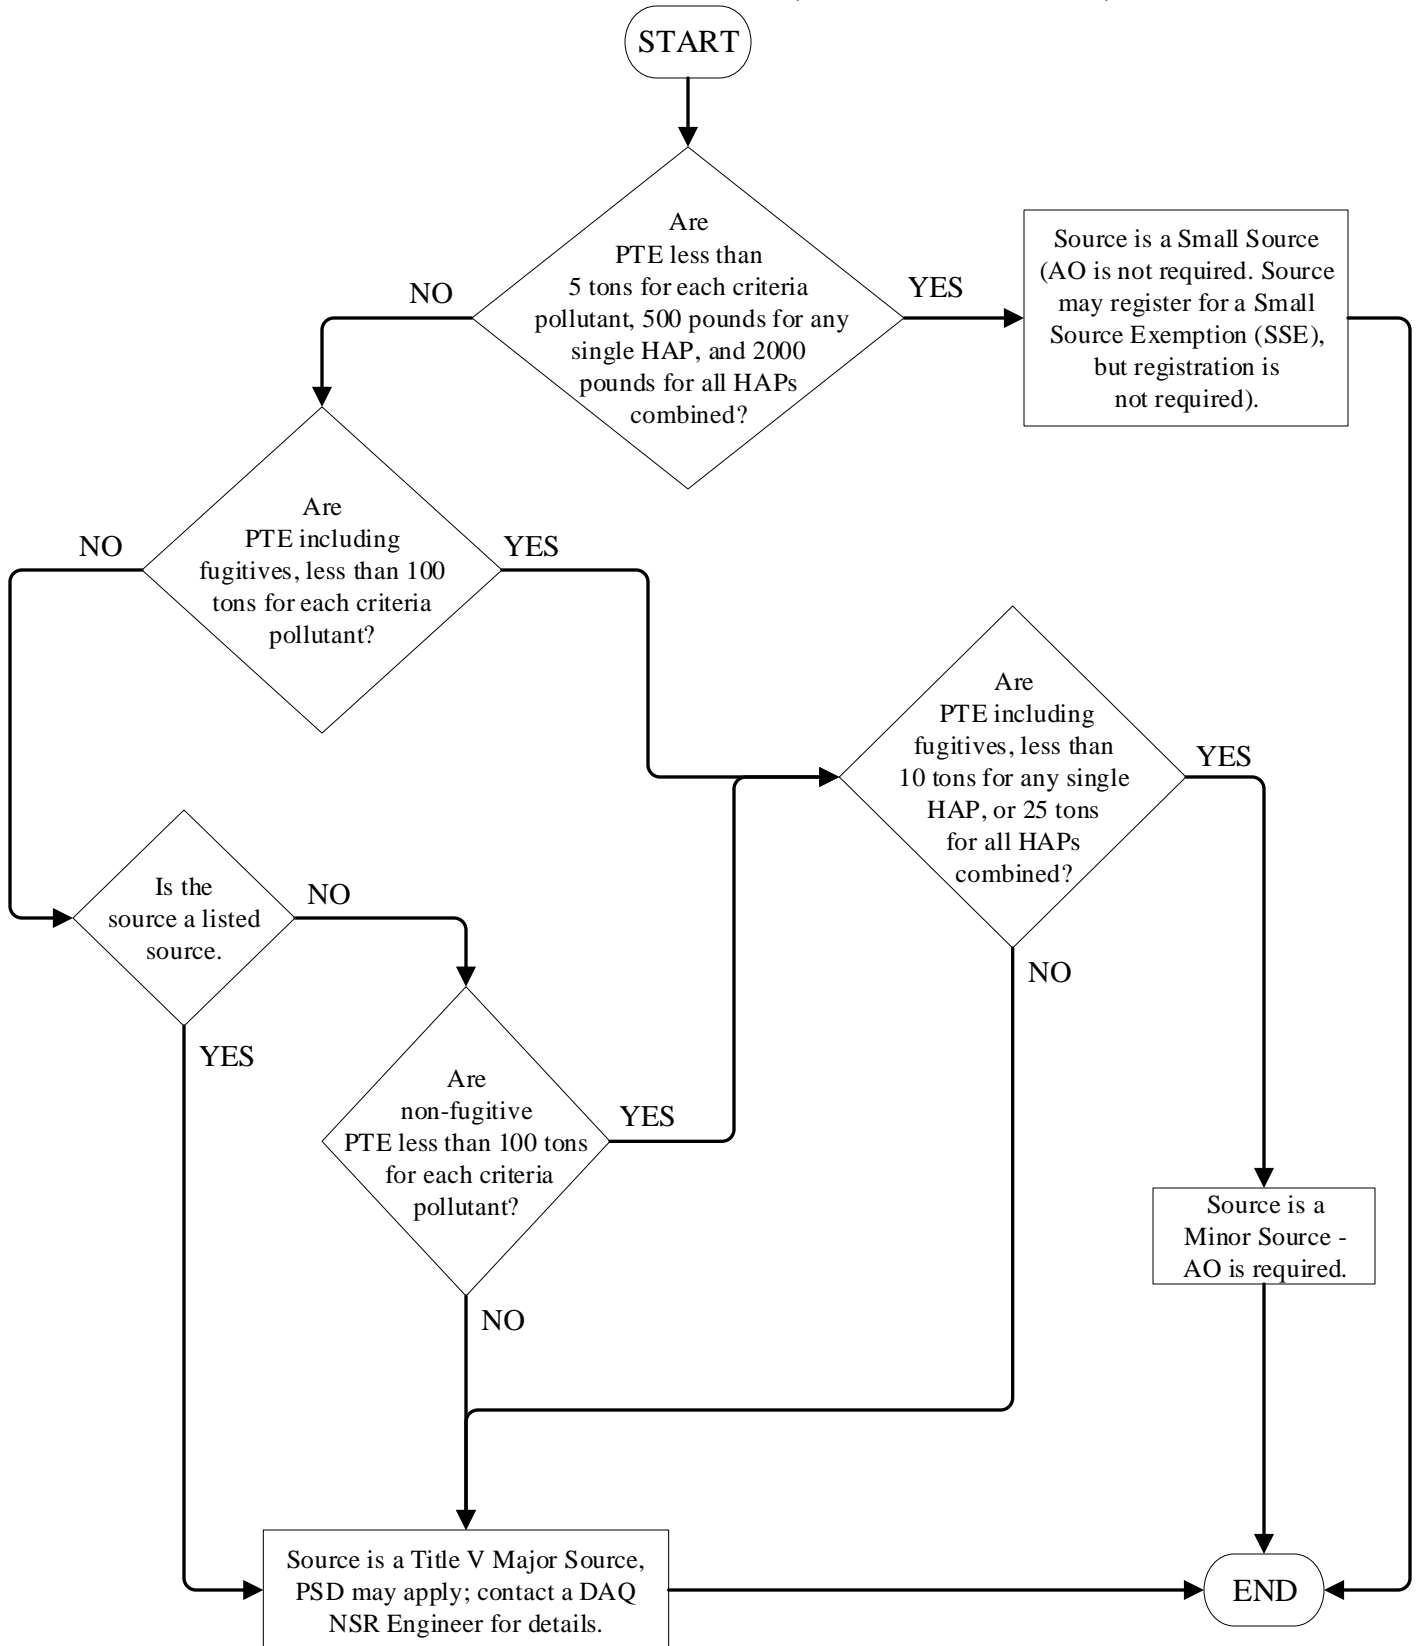 START
Are
PTE less than
5 tons for each criteria
pollutant, 500 pounds for any
single HAP, and 2000
pounds for all HAPs
combined?
NO
YES
Source is a Small Source
(AO is not required. Source
may register for a Small
Source Exemption (SSE),
but registration is
not required).
Are
PTE including
fugitives, less than 100
tons for each criteria
pollutant?
NO
YES
Are
PTE including
fugitives, less than
10 tons for any single
HAP, or 25 tons
for all HAPs
combined?
YES
NO
Is the
source a listed
source.
NO
YES
Are
non-fugitive
PTE less than 100 tons
for each criteria
pollutant?
YES
NO
Source is a
Minor Source -
AO is required.
Source is a Title V Major Source,
PSD may apply; contact a DAQ
NSR Engineer for details.
END